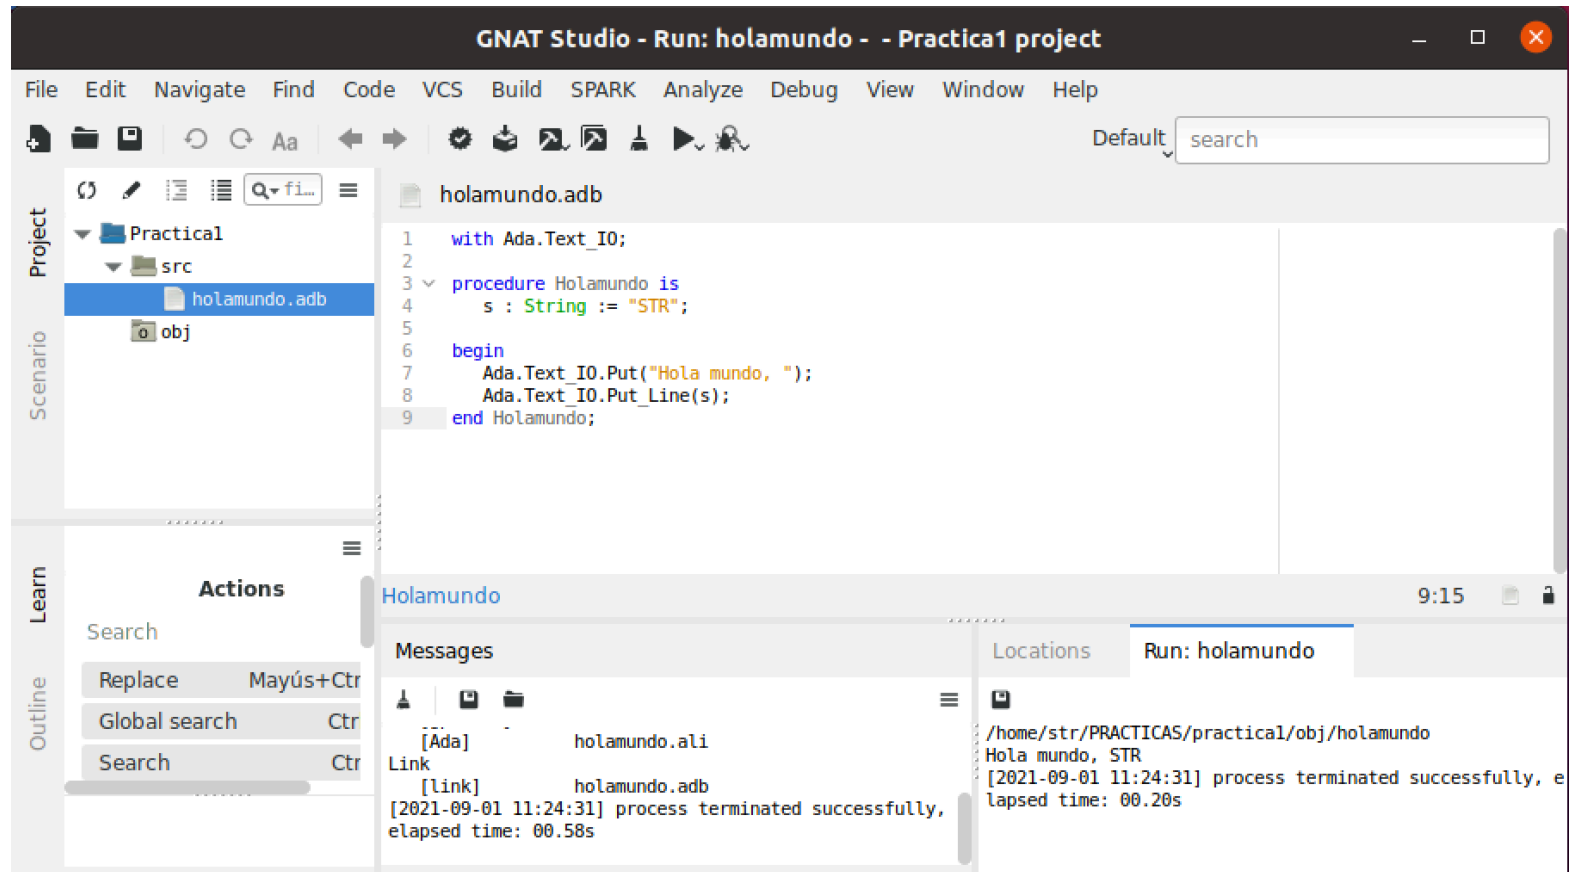 GNAT Studio - Run: holamundo - - Practica1 project
File Edit Navigate Find Code VCS Build SPARK Analyze Debug View Window Help
Aa
Default search
fi...
Project
Scenario
Practica1
src
holamundo.adb
o obj
holamundo.adb
1 with Ada.Text_IO;
2
3 procedure Holamundo is
4 s : String := "STR";
5
6 begin
7 Ada.Text_IO.Put("Hola mundo, ");
8 Ada.Text_IO.Put_Line(s);
9 end Holamundo;
Holamundo 9:15
Learn
Outline
Actions
Search
Replace Mayús+Ctr
Global search Ctr
Search Ctr
Messages
[Ada] holamundo.ali
Link
[link] holamundo.adb
[2021-09-01 11:24:31] process terminated successfully,
elapsed time: 00.58s
Locations Run: holamundo
/home/str/PRACTICAS/practica1/obj/holamundo
Hola mundo, STR
[2021-09-01 11:24:31] process terminated successfully, e
lapsed time: 00.20s